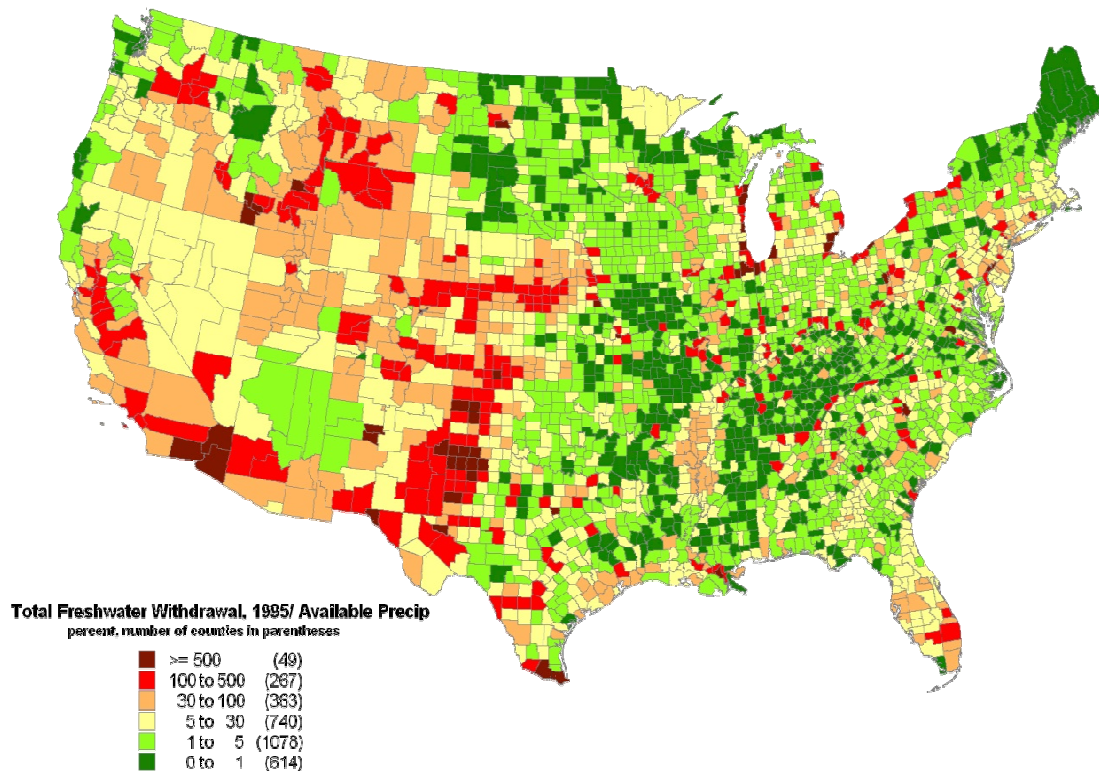 Total Freshwater Withdrawal, 1995/ Available Precip
percent, number of counties in parentheses
>= 500 (49)
100 to 500 (267)
30 to 100 (363)
5 to 30 (740)
1 to 5 (1078)
0 to 1 (614)